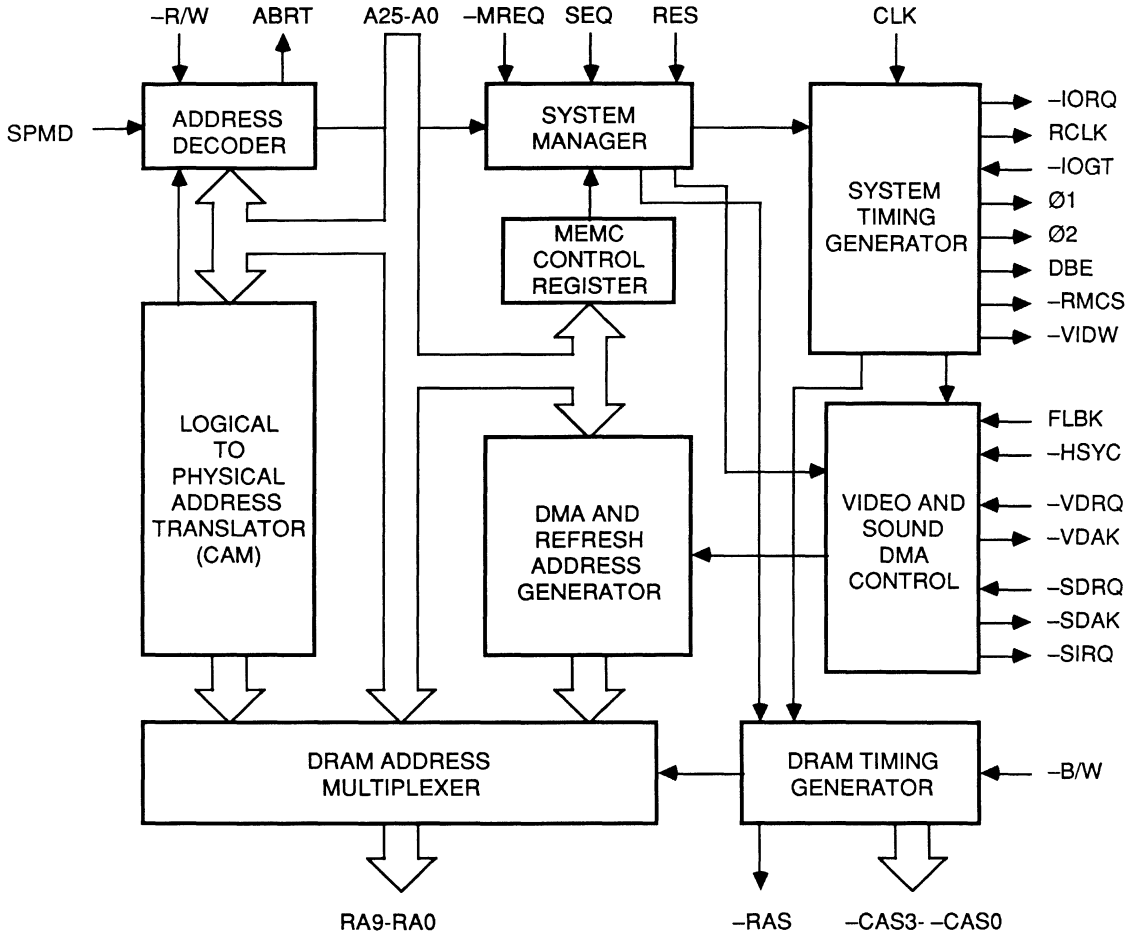 –R/W
ABRT
A25-A0
–MREQ
SEQ
RES
CLK
SPMD
ADDRESS
DECODER
SYSTEM
MANAGER
SYSTEM
TIMING
GENERATOR
–IORQ
RCLK
–IOGT
Ø1
Ø2
DBE
–RMCS
–VIDW
MEMC
CONTROL
REGISTER
LOGICAL
TO
PHYSICAL
ADDRESS
TRANSLATOR
(CAM)
DMA AND
REFRESH
ADDRESS
GENERATOR
VIDEO AND
SOUND
DMA
CONTROL
FLBK
–HSYC
–VDRQ
–VDAK
–SDRQ
–SDAK
–SIRQ
DRAM ADDRESS
MULTIPLEXER
DRAM TIMING
GENERATOR
–B/W
RA9-RA0
–RAS
–CAS3- –CAS0